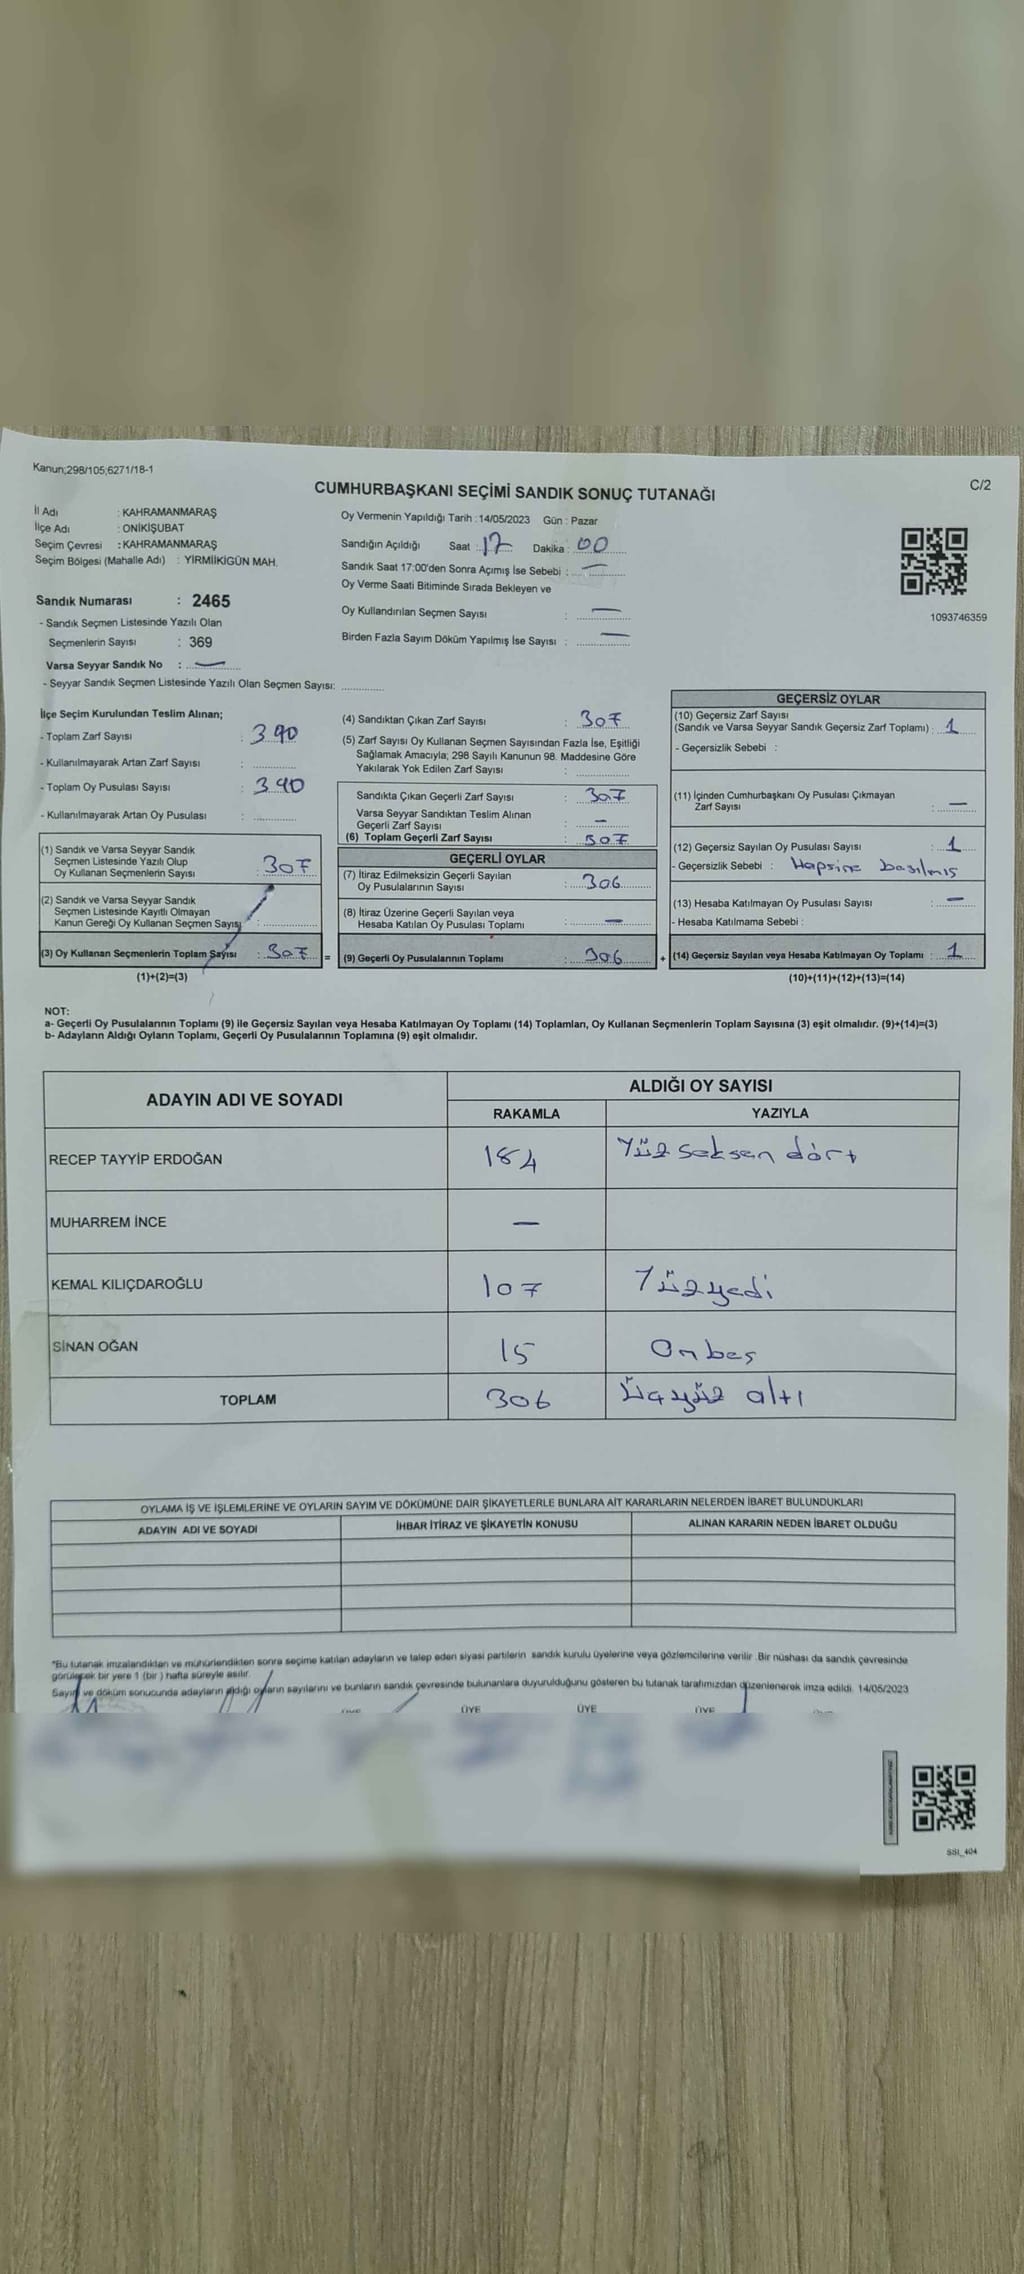 Kanun;298/105;6271/18-1
C/2
CUMHURBAŞKANI SEÇİMİ SANDIK SONUÇ TUTANAĞI
İl Adı : KAHRAMANMARAŞ
İlçe Adı : ONİKİŞUBAT
Seçim Çevresi : KAHRAMANMARAŞ
Seçim Bölgesi (Mahalle Adı) : YİRMİİKİGÜN MAH.
Sandık Numarası : 2465
- Sandık Seçmen Listesinde Yazılı Olan
Seçmenlerin Sayısı : 369
Varsa Seyyar Sandık No : —
- Seyyar Sandık Seçmen Listesinde Yazılı Olan Seçmen Sayısı:
Oy Vermenin Yapıldığı Tarih : 14/05/2023 Gün : Pazar
Sandığın Açıldığı Saat : 17 Dakika : 00
Sandık Saat 17:00'den Sonra Açımış İse Sebebi : —
Oy Verme Saati Bitiminde Sırada Bekleyen ve
Oy Kullandırılan Seçmen Sayısı : —
Birden Fazla Sayım Döküm Yapılmış İse Sayısı : —
1093746359
İlçe Seçim Kurulundan Teslim Alınan;
- Toplam Zarf Sayısı : 390
- Kullanılmayarak Artan Zarf Sayısı :
- Toplam Oy Pusulası Sayısı : 390
- Kullanılmayarak Artan Oy Pusulası :
(1) Sandık ve Varsa Seyyar Sandık
Seçmen Listesinde Yazılı Olup
Oy Kullanan Seçmenlerin Sayısı : 307
(2) Sandık ve Varsa Seyyar Sandık
Seçmen Listesinde Kayıtlı Olmayan
Kanun Gereği Oy Kullanan Seçmen Sayısı :
(3) Oy Kullanan Seçmenlerin Toplam Sayısı : 307 =
(1)+(2)=(3)
(4) Sandıktan Çıkan Zarf Sayısı : 307
(5) Zarf Sayısı Oy Kullanan Seçmen Sayısından Fazla İse, Eşitliği
Sağlamak Amacıyla; 298 Sayılı Kanunun 98. Maddesine Göre
Yakılarak Yok Edilen Zarf Sayısı :
Sandıkta Çıkan Geçerli Zarf Sayısı : 307
Varsa Seyyar Sandıktan Teslim Alınan
Geçerli Zarf Sayısı : —
(6) Toplam Geçerli Zarf Sayısı : 307
GEÇERLİ OYLAR
(7) İtiraz Edilmeksizin Geçerli Sayılan
Oy Pusulalarının Sayısı : 306
(8) İtiraz Üzerine Geçerli Sayılan veya
Hesaba Katılan Oy Pusulası Toplamı : —
(9) Geçerli Oy Pusulalarının Toplamı : 306 +
GEÇERSİZ OYLAR
(10) Geçersiz Zarf Sayısı
(Sandık ve Varsa Seyyar Sandık Geçersiz Zarf Toplamı) : 1
- Geçersizlik Sebebi :
(11) İçinden Cumhurbaşkanı Oy Pusulası Çıkmayan
Zarf Sayısı : —
(12) Geçersiz Sayılan Oy Pusulası Sayısı : 1
- Geçersizlik Sebebi : Hapsine basılmış
(13) Hesaba Katılmayan Oy Pusulası Sayısı : —
- Hesaba Katılmama Sebebi :
(14) Geçersiz Sayılan veya Hesaba Katılmayan Oy Toplamı : 1
(10)+(11)+(12)+(13)=(14)
NOT:
a- Geçerli Oy Pusulalarının Toplamı (9) ile Geçersiz Sayılan veya Hesaba Katılmayan Oy Toplamı (14) Toplamları, Oy Kullanan Seçmenlerin Toplam Sayısına (3) eşit olmalıdır. (9)+(14)=(3)
b- Adayların Aldığı Oyların Toplamı, Geçerli Oy Pusulalarının Toplamına (9) eşit olmalıdır.
ADAYIN ADI VE SOYADI
ALDIĞI OY SAYISI
RAKAMLA YAZIYLA
RECEP TAYYİP ERDOĞAN 184 Yüz seksen dört
MUHARREM İNCE —
KEMAL KILIÇDAROĞLU 107 Yüzyedi
SİNAN OĞAN 15 Onbeş
TOPLAM 306 Üçyüz altı
OYLAMA İŞ VE İŞLEMLERİNE VE OYLARIN SAYIM VE DÖKÜMÜNE DAİR ŞİKAYETLERLE BUNLARA AİT KARARLARIN NELERDEN İBARET BULUNDUKLARI
ADAYIN ADI VE SOYADI İHBAR İTİRAZ VE ŞİKAYETİN KONUSU ALINAN KARARIN NEDEN İBARET OLDUĞU
"Bu tutanak imzalandıktan ve mühürlendikten sonra seçime katılan adayların ve talep eden siyasi partilerin sandık kurulu üyelerine veya gözlemcilerine verilir. Bir nüshası da sandık çevresinde
görülecek bir yere 1 (bir ) hafta süreyle asılır.
Sayım ve döküm sonucunda adayların aldığı oyların sayılarını ve bunların sandık çevresinde bulunanlara duyurulduğunu gösteren bu tutanak tarafımızdan düzenlenerek imza edildi. 14/05/2023
ÜYE ÜYE ÜYE
SSI_404